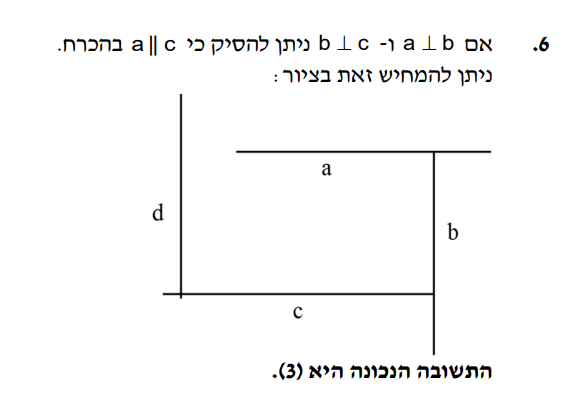 6. אם a ⊥ b ו- b ⊥ c ניתן להסיק כי a || c בהכרח.
ניתן להמחיש זאת בציור:
a
d
b
c
התשובה הנכונה היא (3).